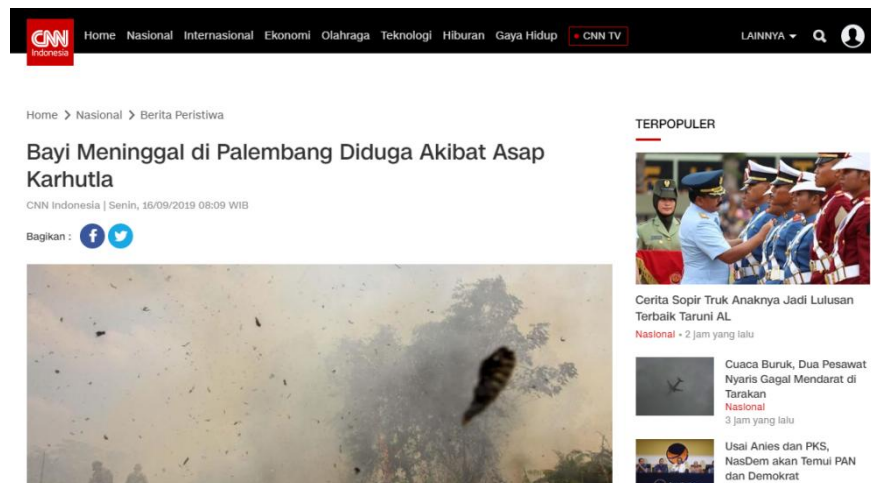 CNN
Indonesia
Home Nasional Internasional Ekonomi Olahraga Teknologi Hiburan Gaya Hidup • CNN TV
LAINNYA
Home > Nasional > Berita Peristiwa
Bayi Meninggal di Palembang Diduga Akibat Asap
Karhutla
CNN Indonesia | Senin, 16/09/2019 08:09 WIB
Bagikan :
TERPOPULER
Cerita Sopir Truk Anaknya Jadi Lulusan
Terbaik Taruni AL
Nasional • 2 jam yang lalu
Cuaca Buruk, Dua Pesawat
Nyaris Gagal Mendarat di
Tarakan
Nasional
3 jam yang lalu
Usai Anies dan PKS,
NasDem akan Temui PAN
dan Demokrat